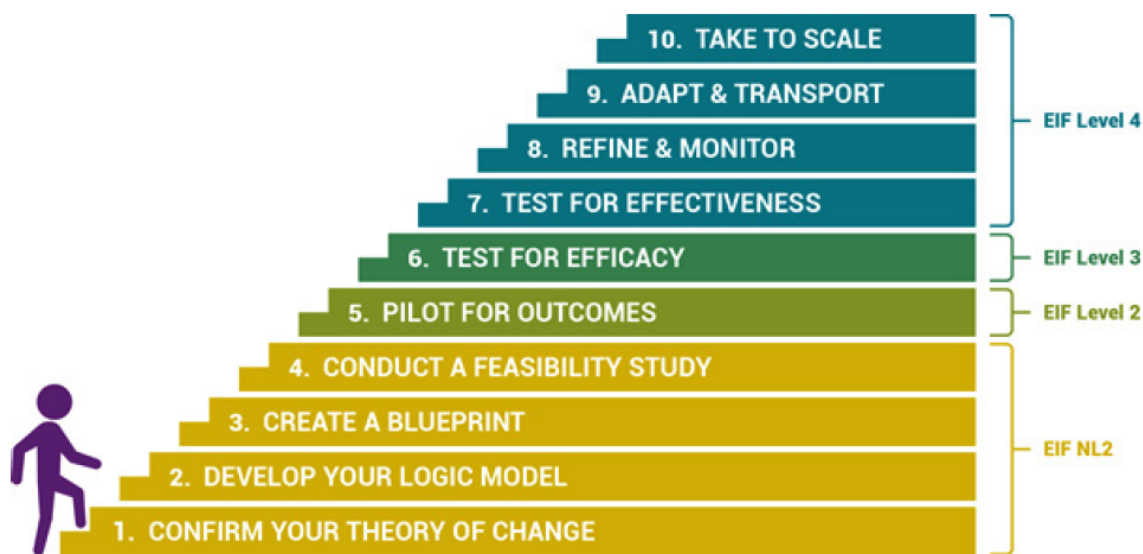 10. TAKE TO SCALE
9. ADAPT & TRANSPORT
EIF Level 4
8. REFINE & MONITOR
7. TEST FOR EFFECTIVENESS
6. TEST FOR EFFICACY
EIF Level 3
5. PILOT FOR OUTCOMES
EIF Level 2
4. CONDUCT A FEASIBILITY STUDY
3. CREATE A BLUEPRINT
EIF NL2
2. DEVELOP YOUR LOGIC MODEL
1. CONFIRM YOUR THEORY OF CHANGE